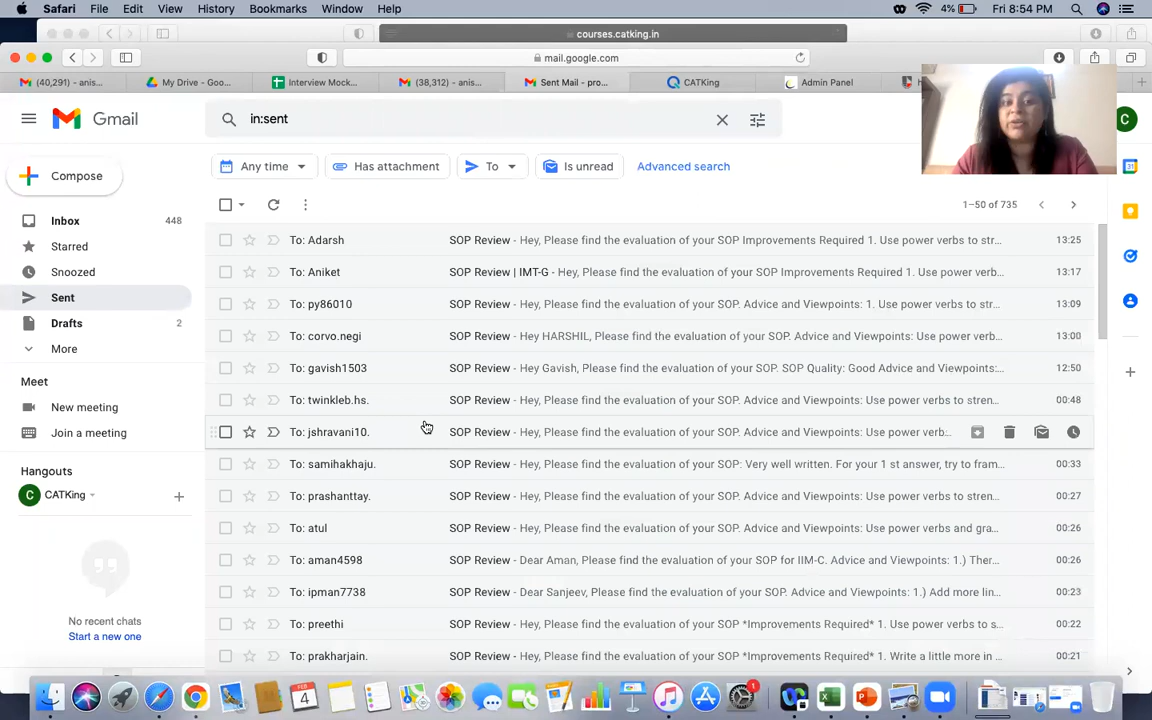 Safari File Edit View History Bookmarks Window Help 4% Fri 8:54 PM
courses.catking.in
mail.google.com
(40,291) - anis... My Drive - Goo... Interview Mock... (38,312) - anis... Sent Mail - pro... CATKing Admin Panel
Gmail in:sent C
Compose Any time Has attachment To Is unread Advanced search
1–50 of 735
Inbox 448
Starred
Snoozed
Sent
Drafts 2
More
Meet
New meeting
Join a meeting
Hangouts
C CATKing
No recent chats
Start a new one
To: Adarsh SOP Review - Hey, Please find the evaluation of your SOP Improvements Required 1. Use power verbs to str... 13:25
To: Aniket SOP Review | IMT-G - Hey, Please find the evaluation of your SOP Improvements Required 1. Use power verb... 13:17
To: py86010 SOP Review - Hey, Please find the evaluation of your SOP. Advice and Viewpoints: 1. Use power verbs to str... 13:09
To: corvo.negi SOP Review - Hey HARSHIL, Please find the evaluation of your SOP. Advice and Viewpoints: Use power verb... 13:00
To: gavish1503 SOP Review - Hey Gavish, Please find the evaluation of your SOP. SOP Quality: Good Advice and Viewpoints:... 12:50
To: twinkleb.hs. SOP Review - Hey, Please find the evaluation of your SOP. Advice and Viewpoints: Use power verbs to stren... 00:48
To: jshravani10. SOP Review - Hey, Please find the evaluation of your SOP. Advice and Viewpoints: Use power verb:...
To: samihakhaju. SOP Review - Hey, Please find the evaluation of your SOP: Very well written. For your 1 st answer, try to fram... 00:33
To: prashanttay. SOP Review - Hey, Please find the evaluation of your SOP. Advice and Viewpoints: Use power verbs to stren... 00:27
To: atul SOP Review - Hey, Please find the evaluation of your SOP. Advice and Viewpoints: Use power verbs and gra... 00:26
To: aman4598 SOP Review - Dear Aman, Please find the evaluation of your SOP for IIM-C. Advice and Viewpoints: 1.) Ther... 00:26
To: ipman7738 SOP Review - Dear Sanjeev, Please find the evaluation of your SOP. Advice and Viewpoints: 1.) Add more lin... 00:23
To: preethi SOP Review - Hey, Please find the evaluation of your SOP *Improvements Required* 1. Use power verbs to s... 00:22
To: prakharjain. SOP Review - Hey, Please find the evaluation of your SOP *Improvements Required* 1. Write a little more in ... 00:21
FEB
4
1